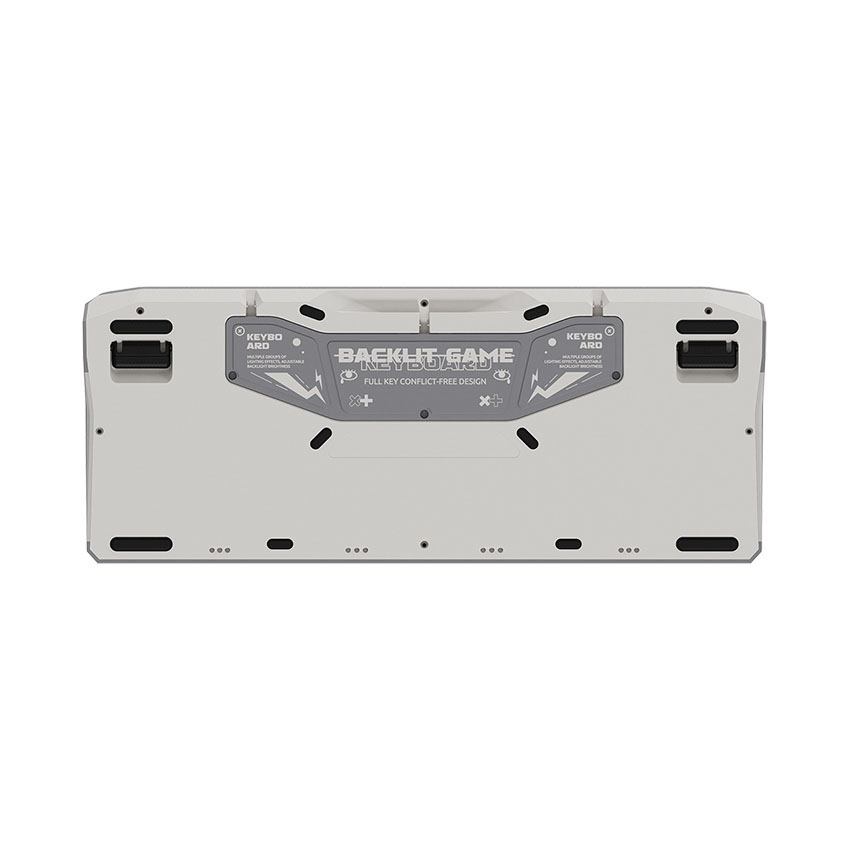 KEYBO
ARD
MULTIPLE GROUPS OF
LIGHTING EFFECTS, ADJUSTABLE
BACKLIGHT BRIGHTNESS
BACKLIT GAME
KEYBOARD
FULL KEY CONFLICT-FREE DESIGN
KEYBO
ARD
MULTIPLE GROUPS OF
LIGHTING EFFECTS, ADJUSTABLE
BACKLIGHT BRIGHTNESS